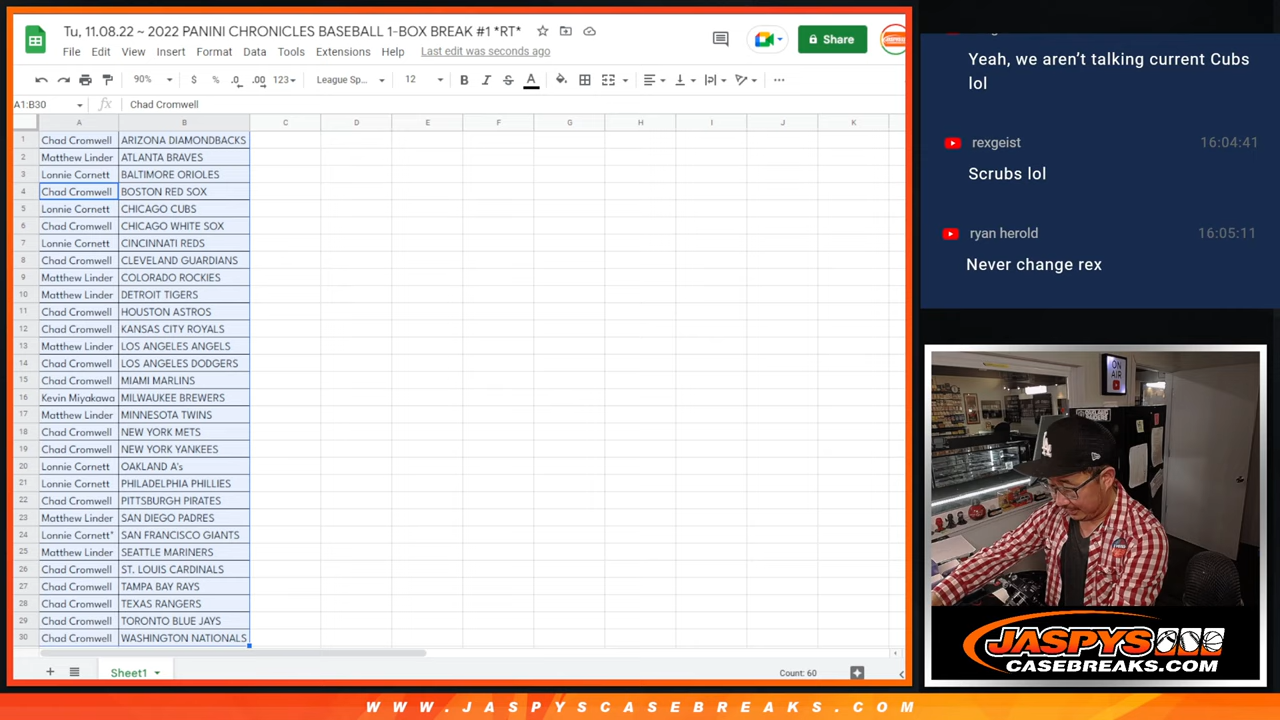 Tu, 11.08.22 ~ 2022 PANINI CHRONICLES BASEBALL 1-BOX BREAK #1 *RT*
File Edit View Insert Format Data Tools Extensions Help Last edit was seconds ago
Share
90% $ % .0 .00 123 League Sp... 12 B I S A
A1:B30 fx Chad Cromwell
A B C D E F G H I J K
1 Chad Cromwell ARIZONA DIAMONDBACKS
2 Matthew Linder ATLANTA BRAVES
3 Lonnie Cornett BALTIMORE ORIOLES
4 Chad Cromwell BOSTON RED SOX
5 Lonnie Cornett CHICAGO CUBS
6 Chad Cromwell CHICAGO WHITE SOX
7 Lonnie Cornett CINCINNATI REDS
8 Chad Cromwell CLEVELAND GUARDIANS
9 Matthew Linder COLORADO ROCKIES
10 Matthew Linder DETROIT TIGERS
11 Chad Cromwell HOUSTON ASTROS
12 Chad Cromwell KANSAS CITY ROYALS
13 Matthew Linder LOS ANGELES ANGELS
14 Chad Cromwell LOS ANGELES DODGERS
15 Chad Cromwell MIAMI MARLINS
16 Kevin Miyakawa MILWAUKEE BREWERS
17 Matthew Linder MINNESOTA TWINS
18 Chad Cromwell NEW YORK METS
19 Chad Cromwell NEW YORK YANKEES
20 Lonnie Cornett OAKLAND A's
21 Lonnie Cornett PHILADELPHIA PHILLIES
22 Chad Cromwell PITTSBURGH PIRATES
23 Matthew Linder SAN DIEGO PADRES
24 Lonnie Cornett* SAN FRANCISCO GIANTS
25 Matthew Linder SEATTLE MARINERS
26 Chad Cromwell ST. LOUIS CARDINALS
27 Chad Cromwell TAMPA BAY RAYS
28 Chad Cromwell TEXAS RANGERS
29 Chad Cromwell TORONTO BLUE JAYS
30 Chad Cromwell WASHINGTON NATIONALS
Sheet1
Count: 60
Yeah, we aren't talking current Cubs
lol
rexgeist 16:04:41
Scrubs lol
ryan herold 16:05:11
Never change rex
ON
AIR
LA
JASPYS
CASEBREAKS.COM
WWW.JASPYSCASEBREAKS.COM